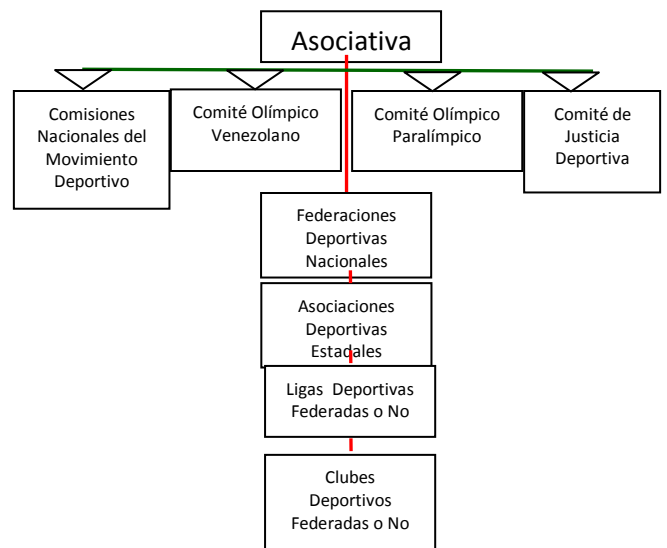 Asociativa
Comisiones
Nacionales del
Movimiento
Deportivo
Comité Olímpico
Venezolano
Comité Olímpico
Paralímpico
Comité de
Justicia
Deportiva
Federaciones
Deportivas
Nacionales
Asociaciones
Deportivas
Estadales
Ligas Deportivas
Federadas o No
Clubes
Deportivos
Federadas o No